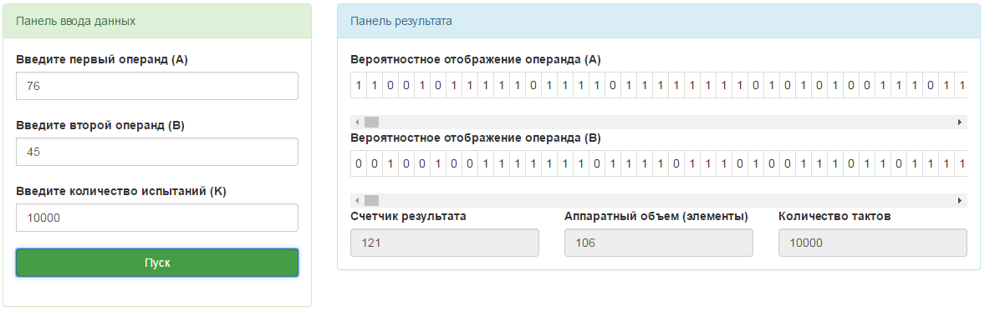 Панель ввода данных
Введите первый операнд (A)
76
Введите второй операнд (B)
45
Введите количество испытаний (K)
10000
Пуск
Панель результата
Вероятностное отображение операнда (A)
1 1 0 0 1 0 1 1 1 1 1 0 1 1 1 1 0 1 1 1 1 1 1 1 1 0 1 0 1 0 1 0 0 1 1 1 0 1 1
Вероятностное отображение операнда (B)
0 0 1 0 0 1 0 0 1 1 1 1 1 1 1 1 0 1 1 1 1 0 1 1 1 0 1 0 0 1 1 1 0 1 1 0 1 1 1 1
Счетчик результата
121
Аппаратный объем (элементы)
106
Количество тактов
10000